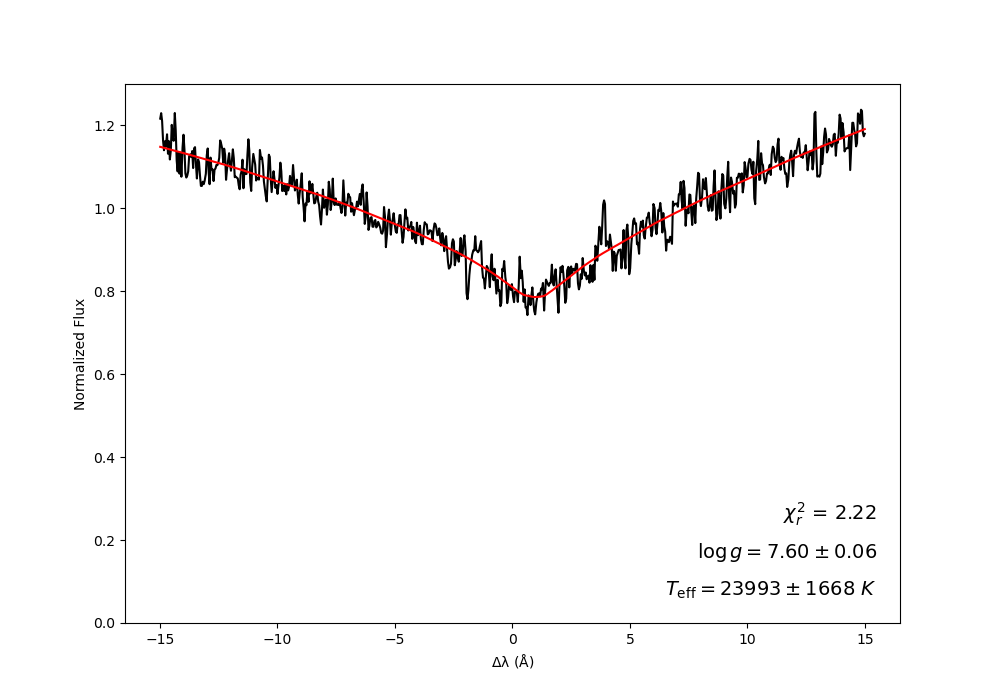 1.2
1.0
0.8
0.6
0.4
0.2
0.0
Normalized Flux
χ²ᵣ = 2.22
log g = 7.60 ± 0.06
T_eff = 23993 ± 1668 K
−15 −10 −5 0 5 10 15
Δλ (Å)